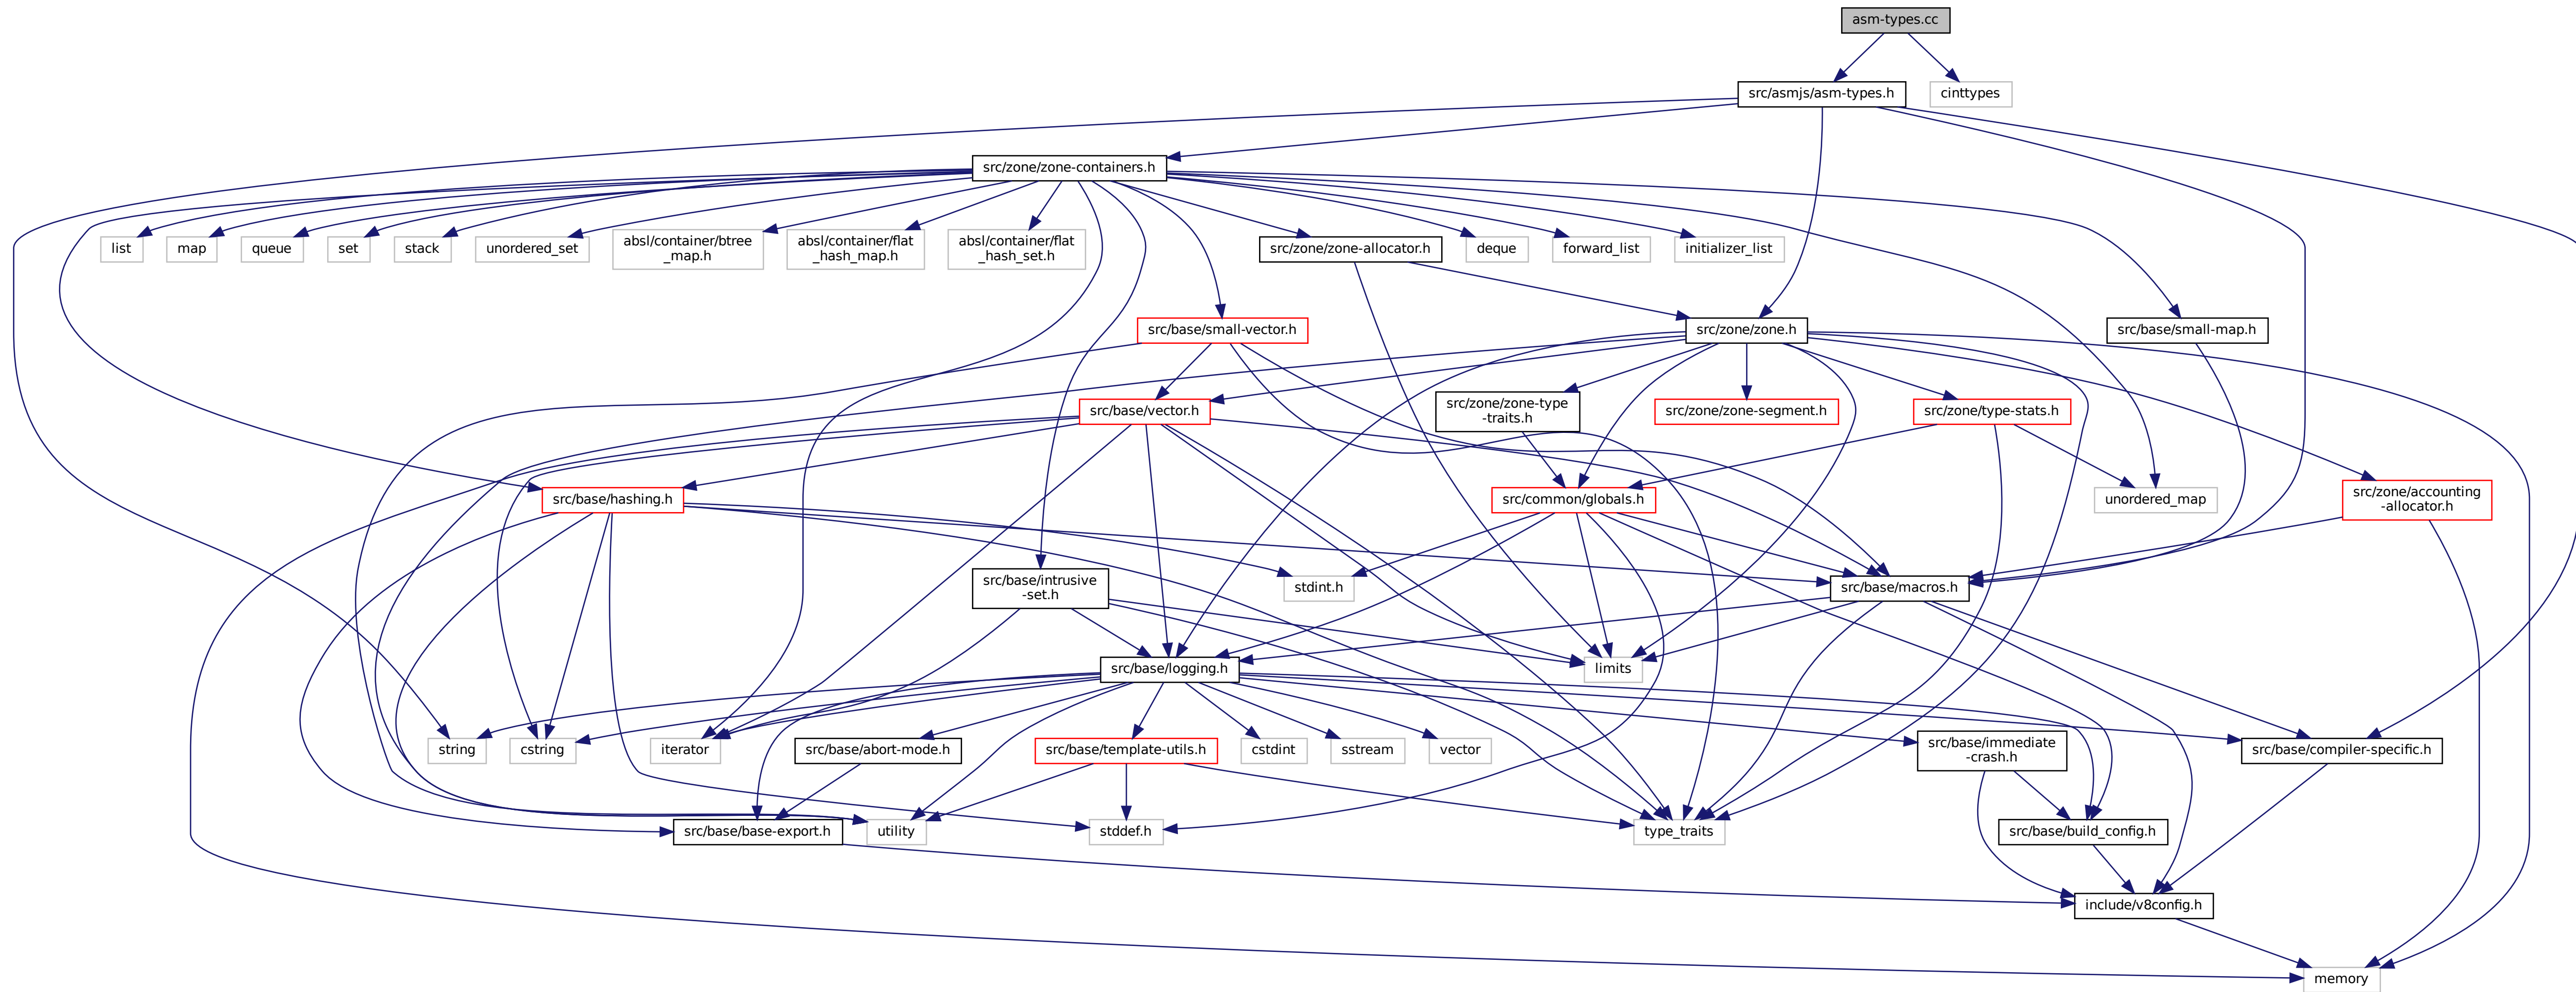 asm-types.cc
src/asmjs/asm-types.h
cinttypes
src/zone/zone-containers.h
list
map
queue
set
stack
unordered_set
absl/container/btree
_map.h
absl/container/flat
_hash_map.h
absl/container/flat
_hash_set.h
src/zone/zone-allocator.h
deque
forward_list
initializer_list
src/base/small-vector.h
src/zone/zone.h
src/base/small-map.h
src/base/vector.h
src/zone/zone-type
-traits.h
src/zone/zone-segment.h
src/zone/type-stats.h
src/base/hashing.h
src/common/globals.h
unordered_map
src/zone/accounting
-allocator.h
src/base/intrusive
-set.h
stdint.h
src/base/macros.h
src/base/logging.h
limits
string
cstring
iterator
src/base/abort-mode.h
src/base/template-utils.h
cstdint
sstream
vector
src/base/immediate
-crash.h
src/base/compiler-specific.h
src/base/base-export.h
utility
stddef.h
type_traits
src/base/build_config.h
include/v8config.h
memory